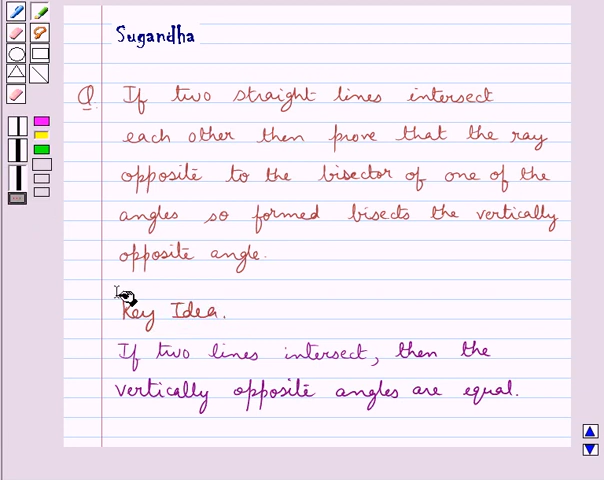 Sugandha
Q If two straight lines intersect
each other then prove that the ray
opposite to the bisector of one of the
angles so formed bisects the vertically
opposite angle.
Key Idea.
If two lines intersect, then the
vertically opposite angles are equal.